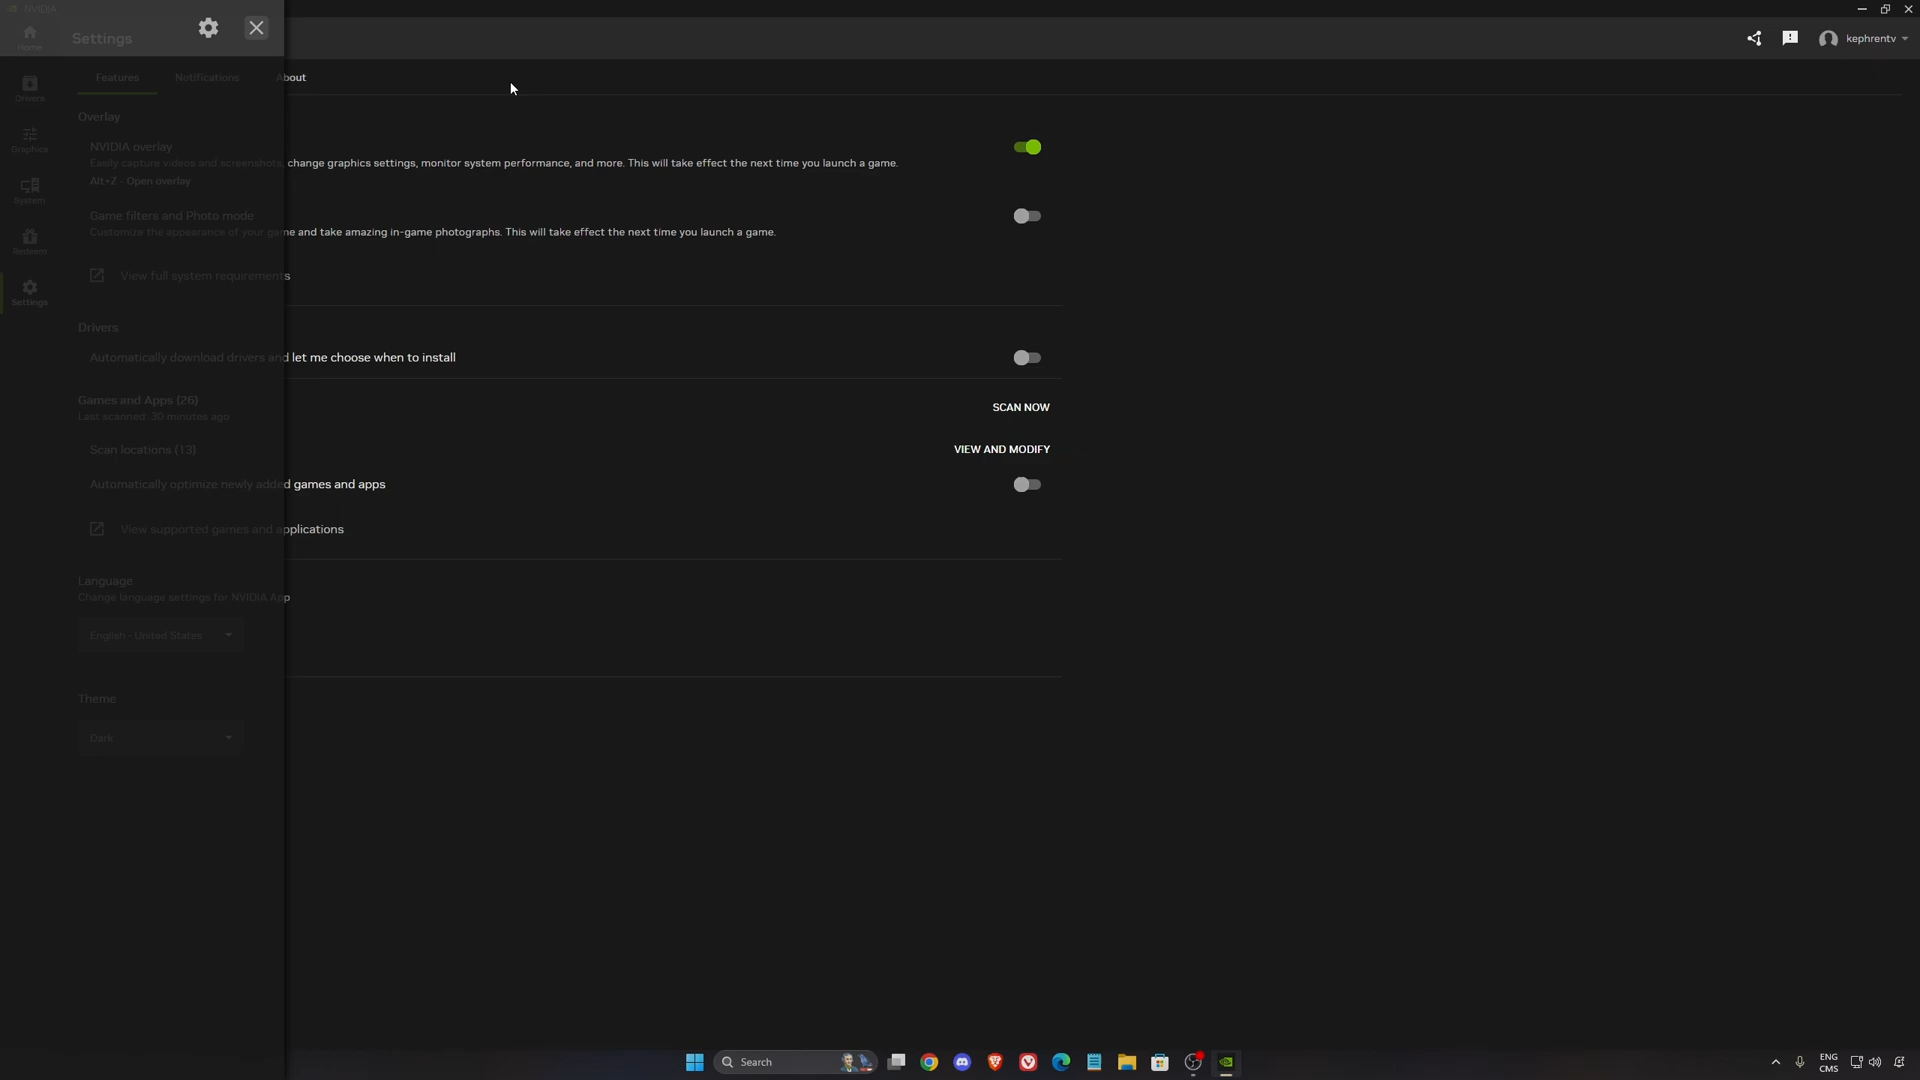 NVIDIA
Home
Settings
kephrentv
Features
Notifications
About
Drivers
Graphics
System
Redeem
Settings
Overlay
NVIDIA overlay
Easily capture videos and screenshots, change graphics settings, monitor system performance, and more. This will take effect the next time you launch a game.
Alt+Z - Open overlay
Game filters and Photo mode
Customize the appearance of your game and take amazing in-game photographs. This will take effect the next time you launch a game.
View full system requirements
Drivers
Automatically download drivers and let me choose when to install
Games and Apps (26)
Last scanned: 30 minutes ago
SCAN NOW
Scan locations (13)
VIEW AND MODIFY
Automatically optimize newly added games and apps
View supported games and applications
Language
Change language settings for NVIDIA App
English - United States
Theme
Dark
Search
ENG
CMS